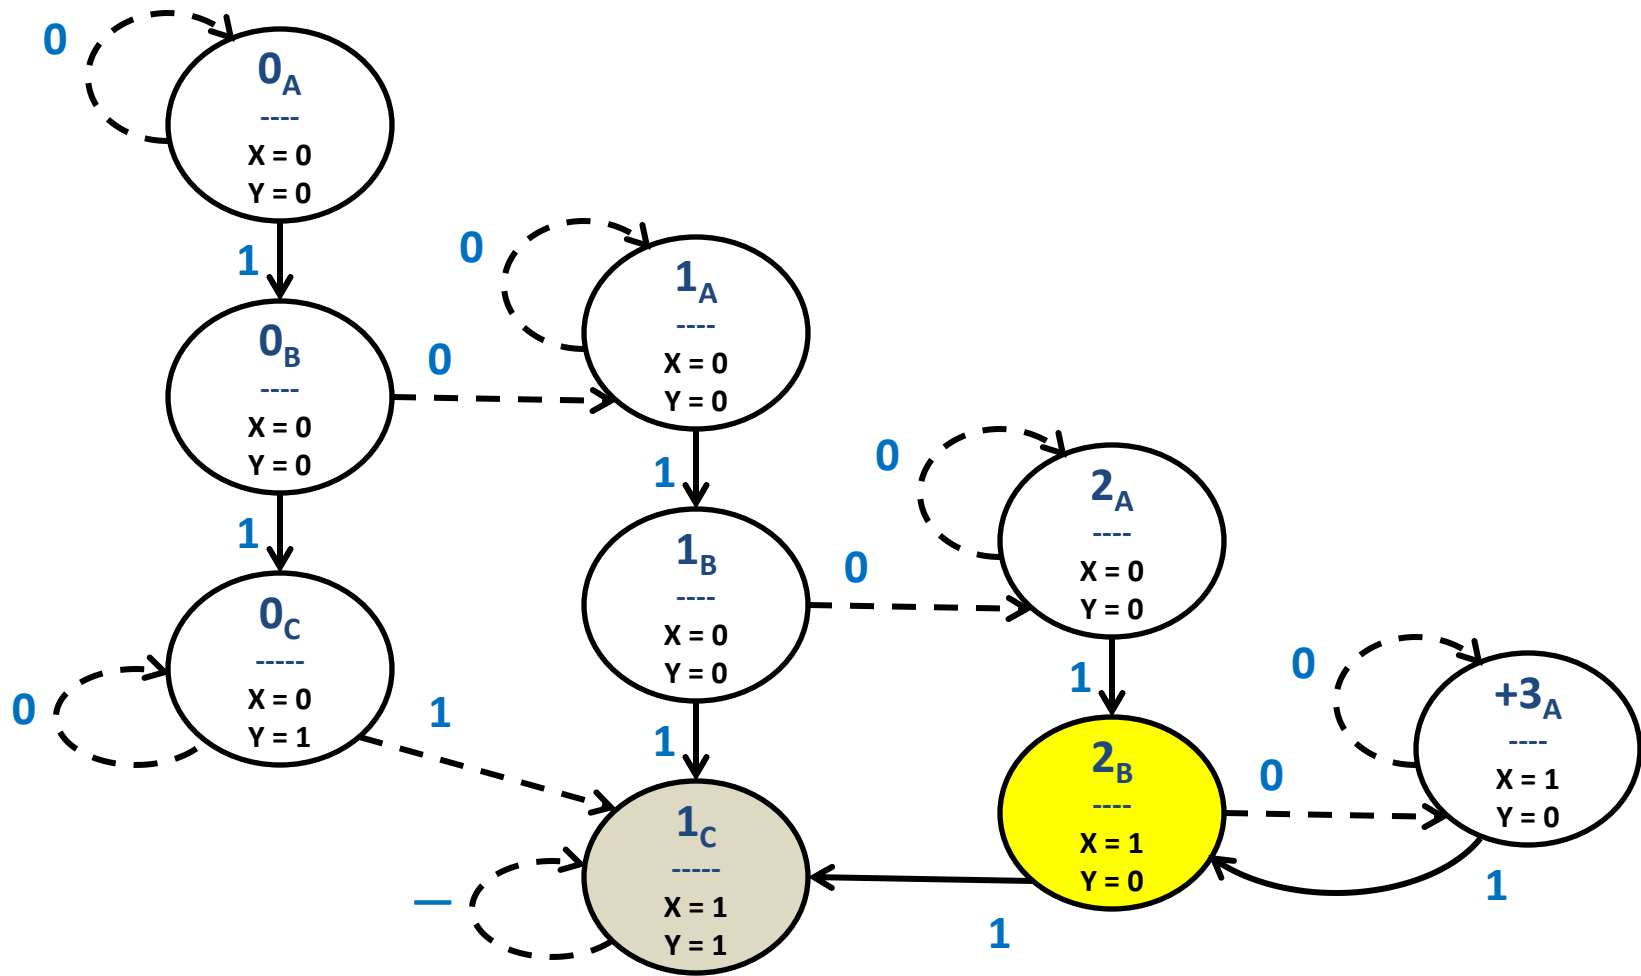 0
0A
----
X = 0
Y = 0
1
0
1A
----
X = 0
Y = 0
0B
----
X = 0
Y = 0
0
1
1
0
2A
----
X = 0
Y = 0
1B
----
X = 0
Y = 0
0
0C
-----
X = 0
Y = 1
0
1
1
1
0
+3A
----
X = 1
Y = 0
2B
----
X = 1
Y = 0
0
1C
-----
X = 1
Y = 1
—
1
1